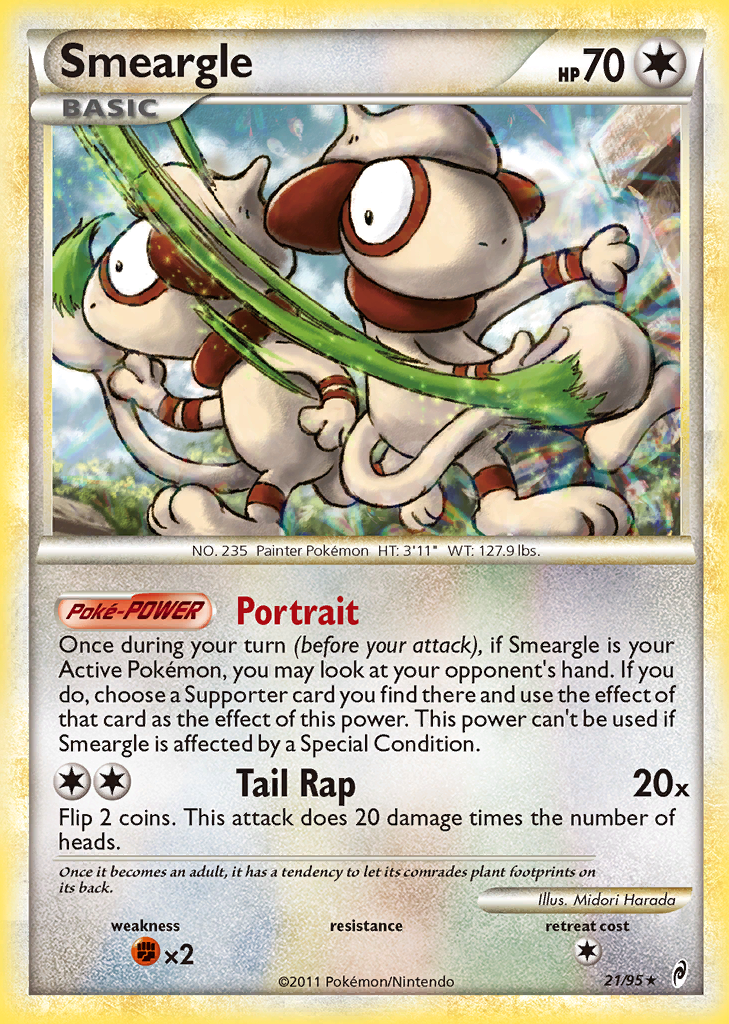 Smeargle
HP 70
BASIC
NO. 235 Painter Pokémon HT: 3'11" WT: 127.9 lbs.
Poké-POWER Portrait
Once during your turn (before your attack), if Smeargle is your
Active Pokémon, you may look at your opponent's hand. If you
do, choose a Supporter card you find there and use the effect of
that card as the effect of this power. This power can't be used if
Smeargle is affected by a Special Condition.
Tail Rap 20x
Flip 2 coins. This attack does 20 damage times the number of
heads.
Once it becomes an adult, it has a tendency to let its comrades plant footprints on
its back.
Illus. Midori Harada
weakness resistance retreat cost
×2
©2011 Pokémon/Nintendo 21/95 ★